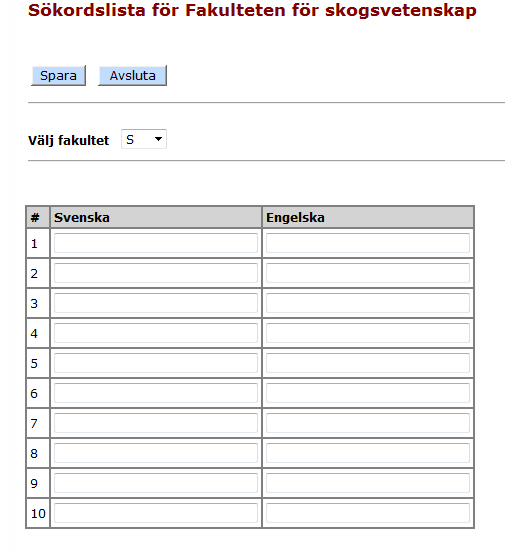 Sökordslista för Fakulteten för skogsvetenskap
Spara Avsluta
Välj fakultet S
# Svenska Engelska
1
2
3
4
5
6
7
8
9
10